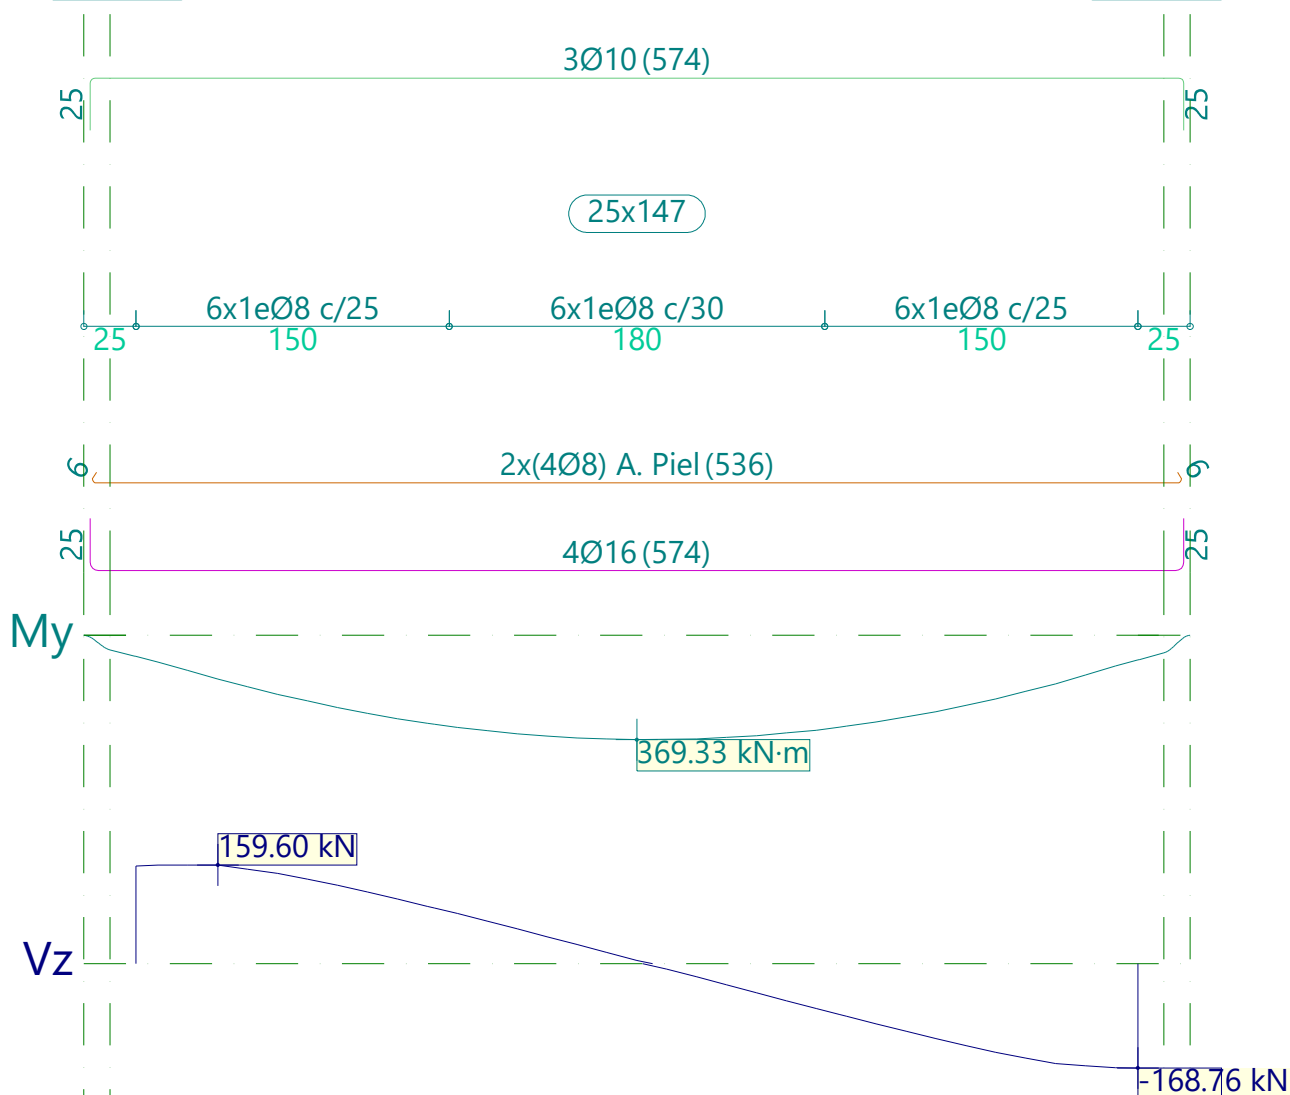 3Ø10 (574)
25
25
25x147
6x1eØ8 c/25
6x1eØ8 c/30
6x1eØ8 c/25
25
150
180
150
25
6
2x(4Ø8) A. Piel (536)
6
25
4Ø16 (574)
25
My
369.33 kN·m
159.60 kN
Vz
-168.76 kN